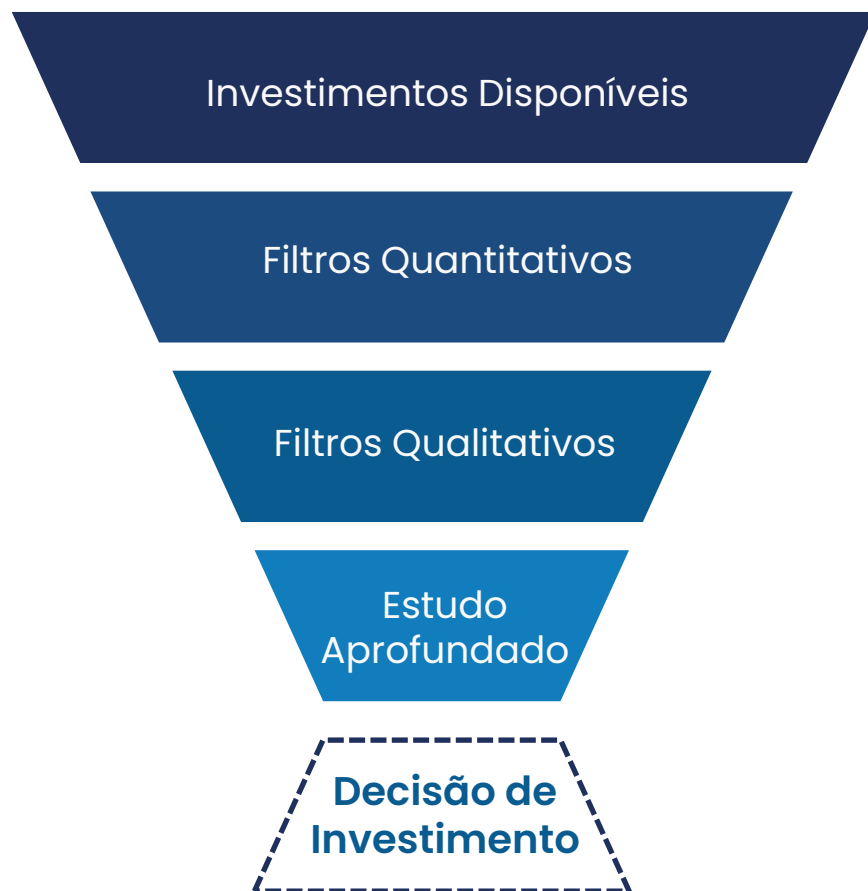 Investimentos Disponíveis
Filtros Quantitativos
Filtros Qualitativos
Estudo
Aprofundado
Decisão de
Investimento